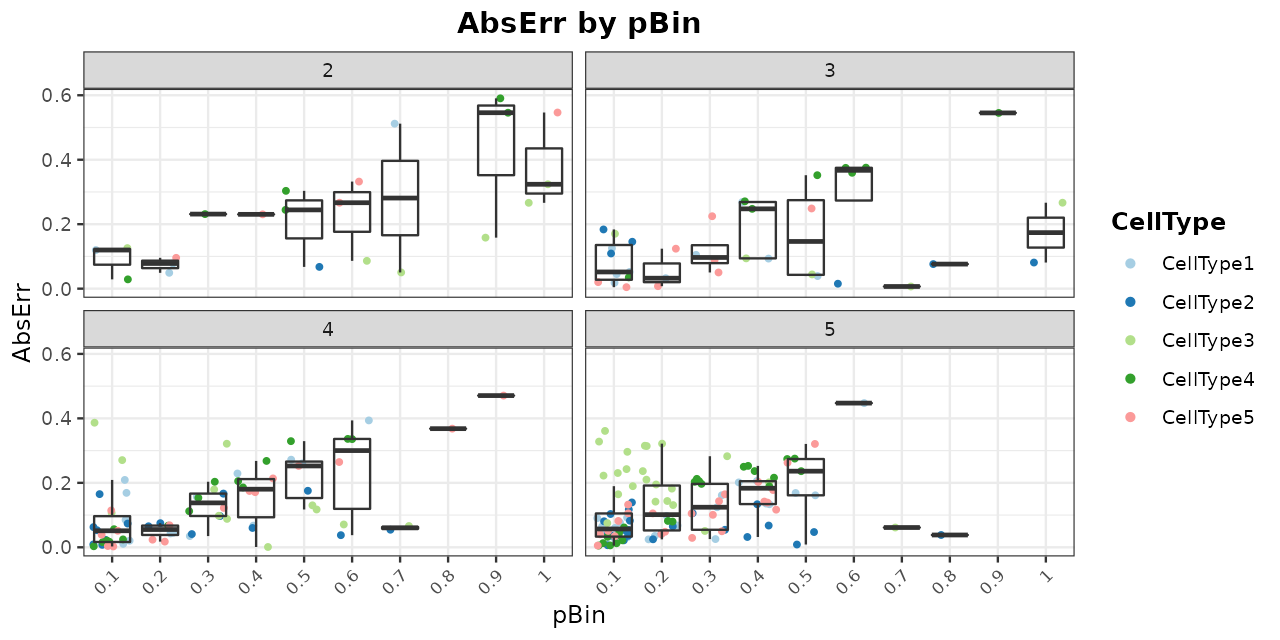 AbsErr by pBin
2
3
0.6
0.4
0.2
0.0
4
5
0.6
0.4
0.2
0.0
0.1 0.2 0.3 0.4 0.5 0.6 0.7 0.8 0.9 1
0.1 0.2 0.3 0.4 0.5 0.6 0.7 0.8 0.9 1
AbsErr
pBin
CellType
CellType1
CellType2
CellType3
CellType4
CellType5